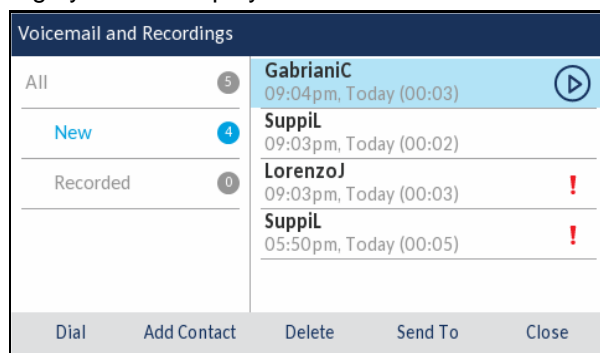 Voicemail and Recordings
All 5
New 4
Recorded 0
GabrianiC
09:04pm, Today (00:03)
SuppiL
09:03pm, Today (00:02)
LorenzoJ
09:03pm, Today (00:03)
!
SuppiL
05:50pm, Today (00:05)
!
Dial Add Contact Delete Send To Close